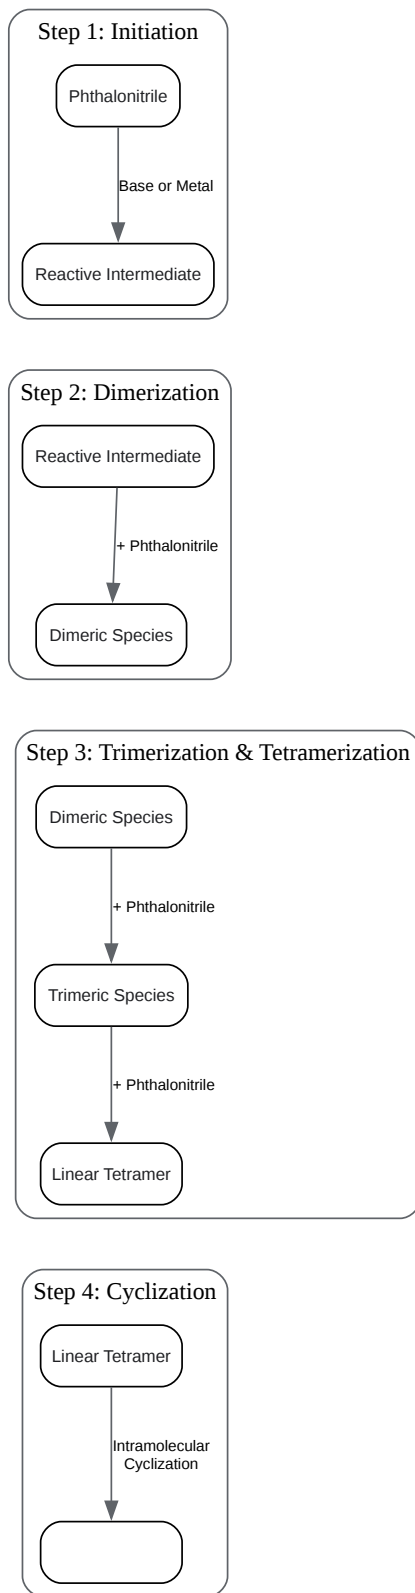 Step 1: Initiation
Phthalonitrile
Base or Metal
Reactive Intermediate
Step 2: Dimerization
Reactive Intermediate
+ Phthalonitrile
Dimeric Species
Step 3: Trimerization & Tetramerization
Dimeric Species
+ Phthalonitrile
Trimeric Species
+ Phthalonitrile
Linear Tetramer
Step 4: Cyclization
Linear Tetramer
Intramolecular
Cyclization